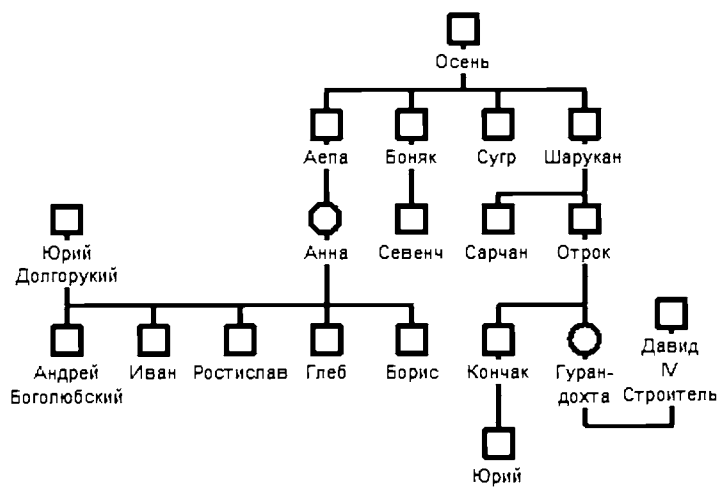 Осень
Аепа Боняк Сугр Шарукан
Юрий
Долгорукий
Анна Севенч Сарчан Отрок
Андрей
Боголюбский
Иван Ростислав Глеб Борис Кончак Гуран-
дохта
Давид
IV
Строитель
Юрий